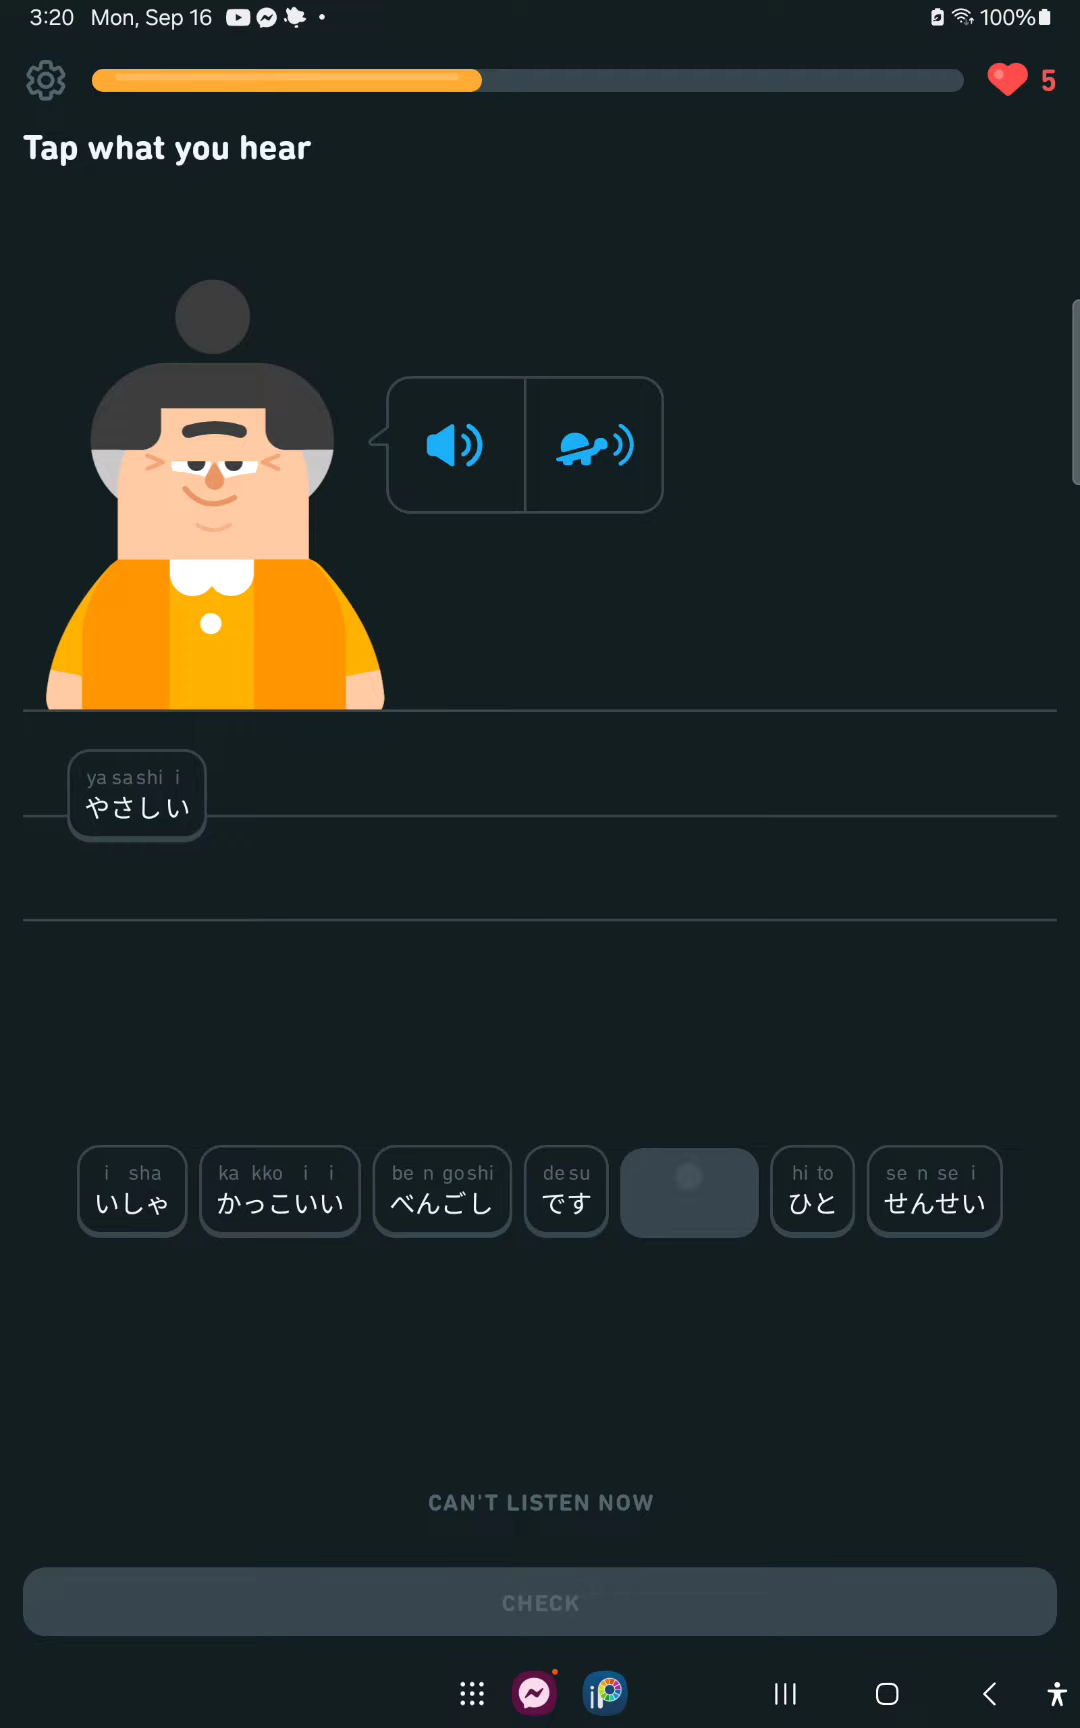 3:20 Mon, Sep 16 100%
5
Tap what you hear
ya sa shi i
やさしい
i sha ka kko i i be n go shi de su hi to se n se i
いしゃ かっこいい べんごし です ひと せんせい
CAN'T LISTEN NOW
CHECK